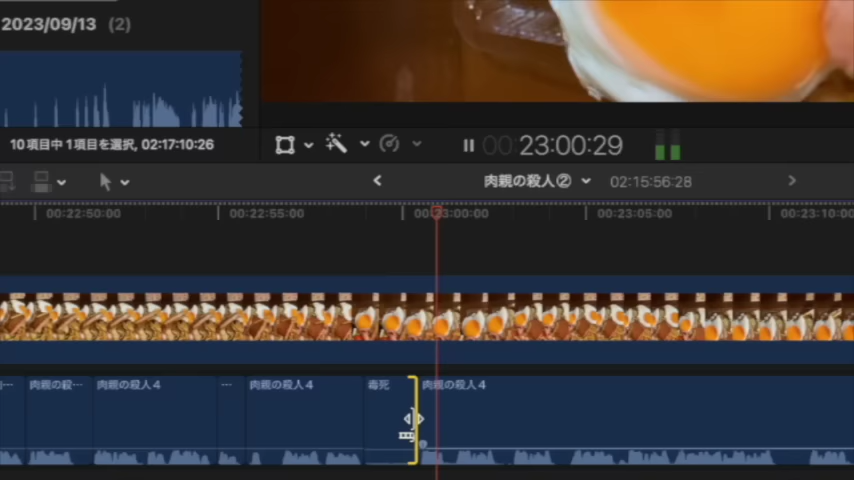 2023/09/13 (2)
10項目中1項目を選択, 02:17:10:26
00:23:00:29
肉親の殺人②
02:15:56:28
00:22:50:00
00:22:55:00
00:23:00:00
00:23:05:00
00:23:10:00
肉親の殺…
肉親の殺人4
…
肉親の殺人4
毒死
肉親の殺人4